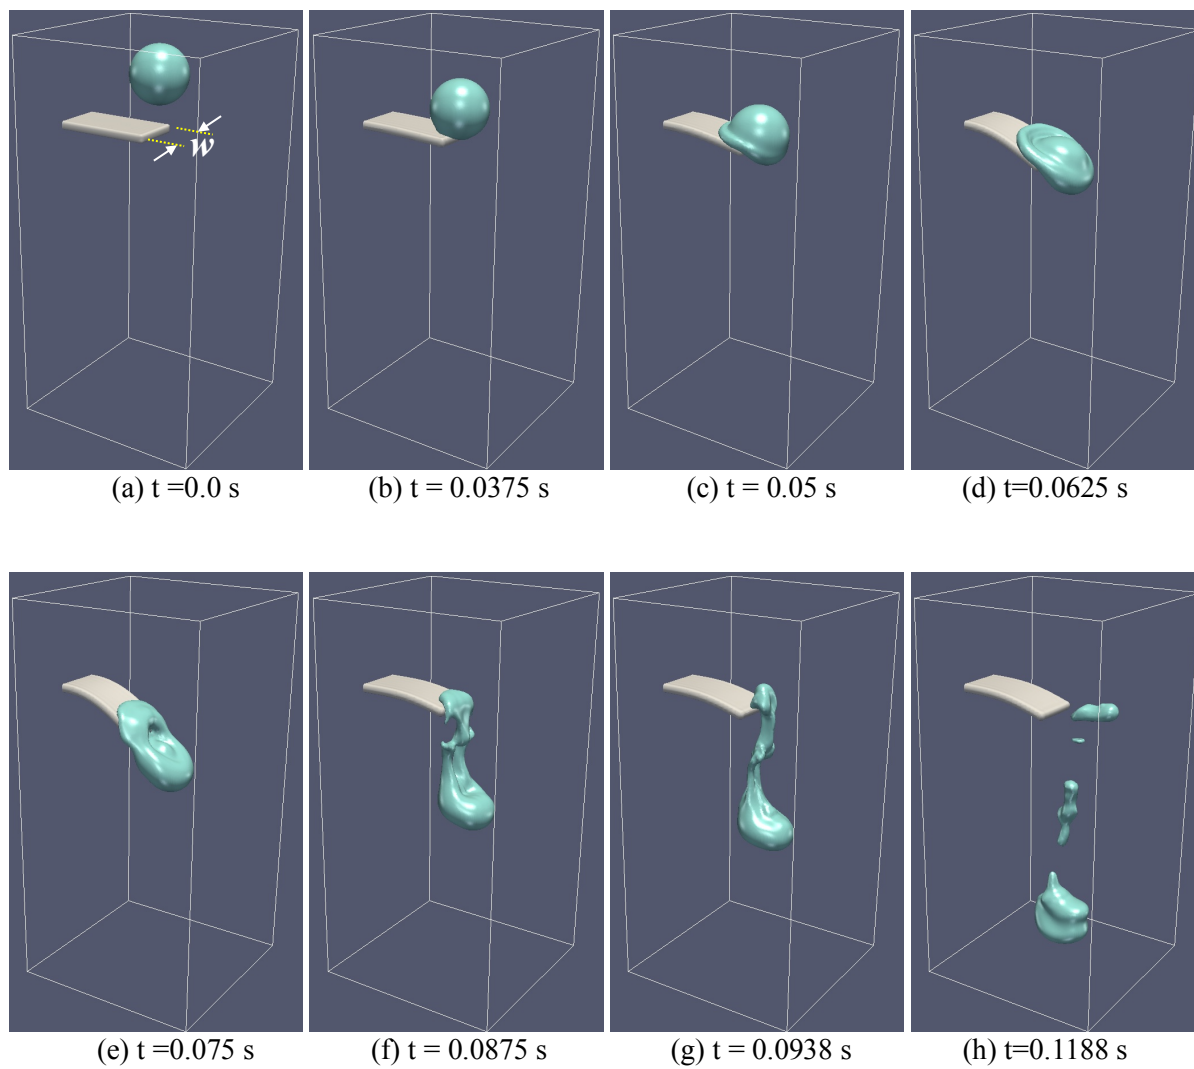 w
(a) t =0.0 s
(b) t = 0.0375 s
(c) t = 0.05 s
(d) t=0.0625 s
(e) t =0.075 s
(f) t = 0.0875 s
(g) t = 0.0938 s
(h) t=0.1188 s